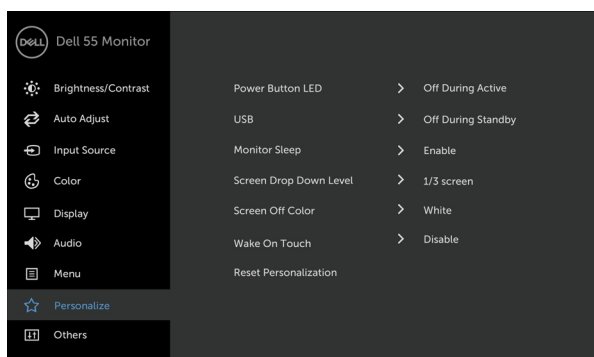 DELL Dell 55 Monitor
Brightness/Contrast
Auto Adjust
Input Source
Color
Display
Audio
Menu
Personalize
Others
Power Button LED > Off During Active
USB > Off During Standby
Monitor Sleep > Enable
Screen Drop Down Level > 1/3 screen
Screen Off Color > White
Wake On Touch > Disable
Reset Personalization